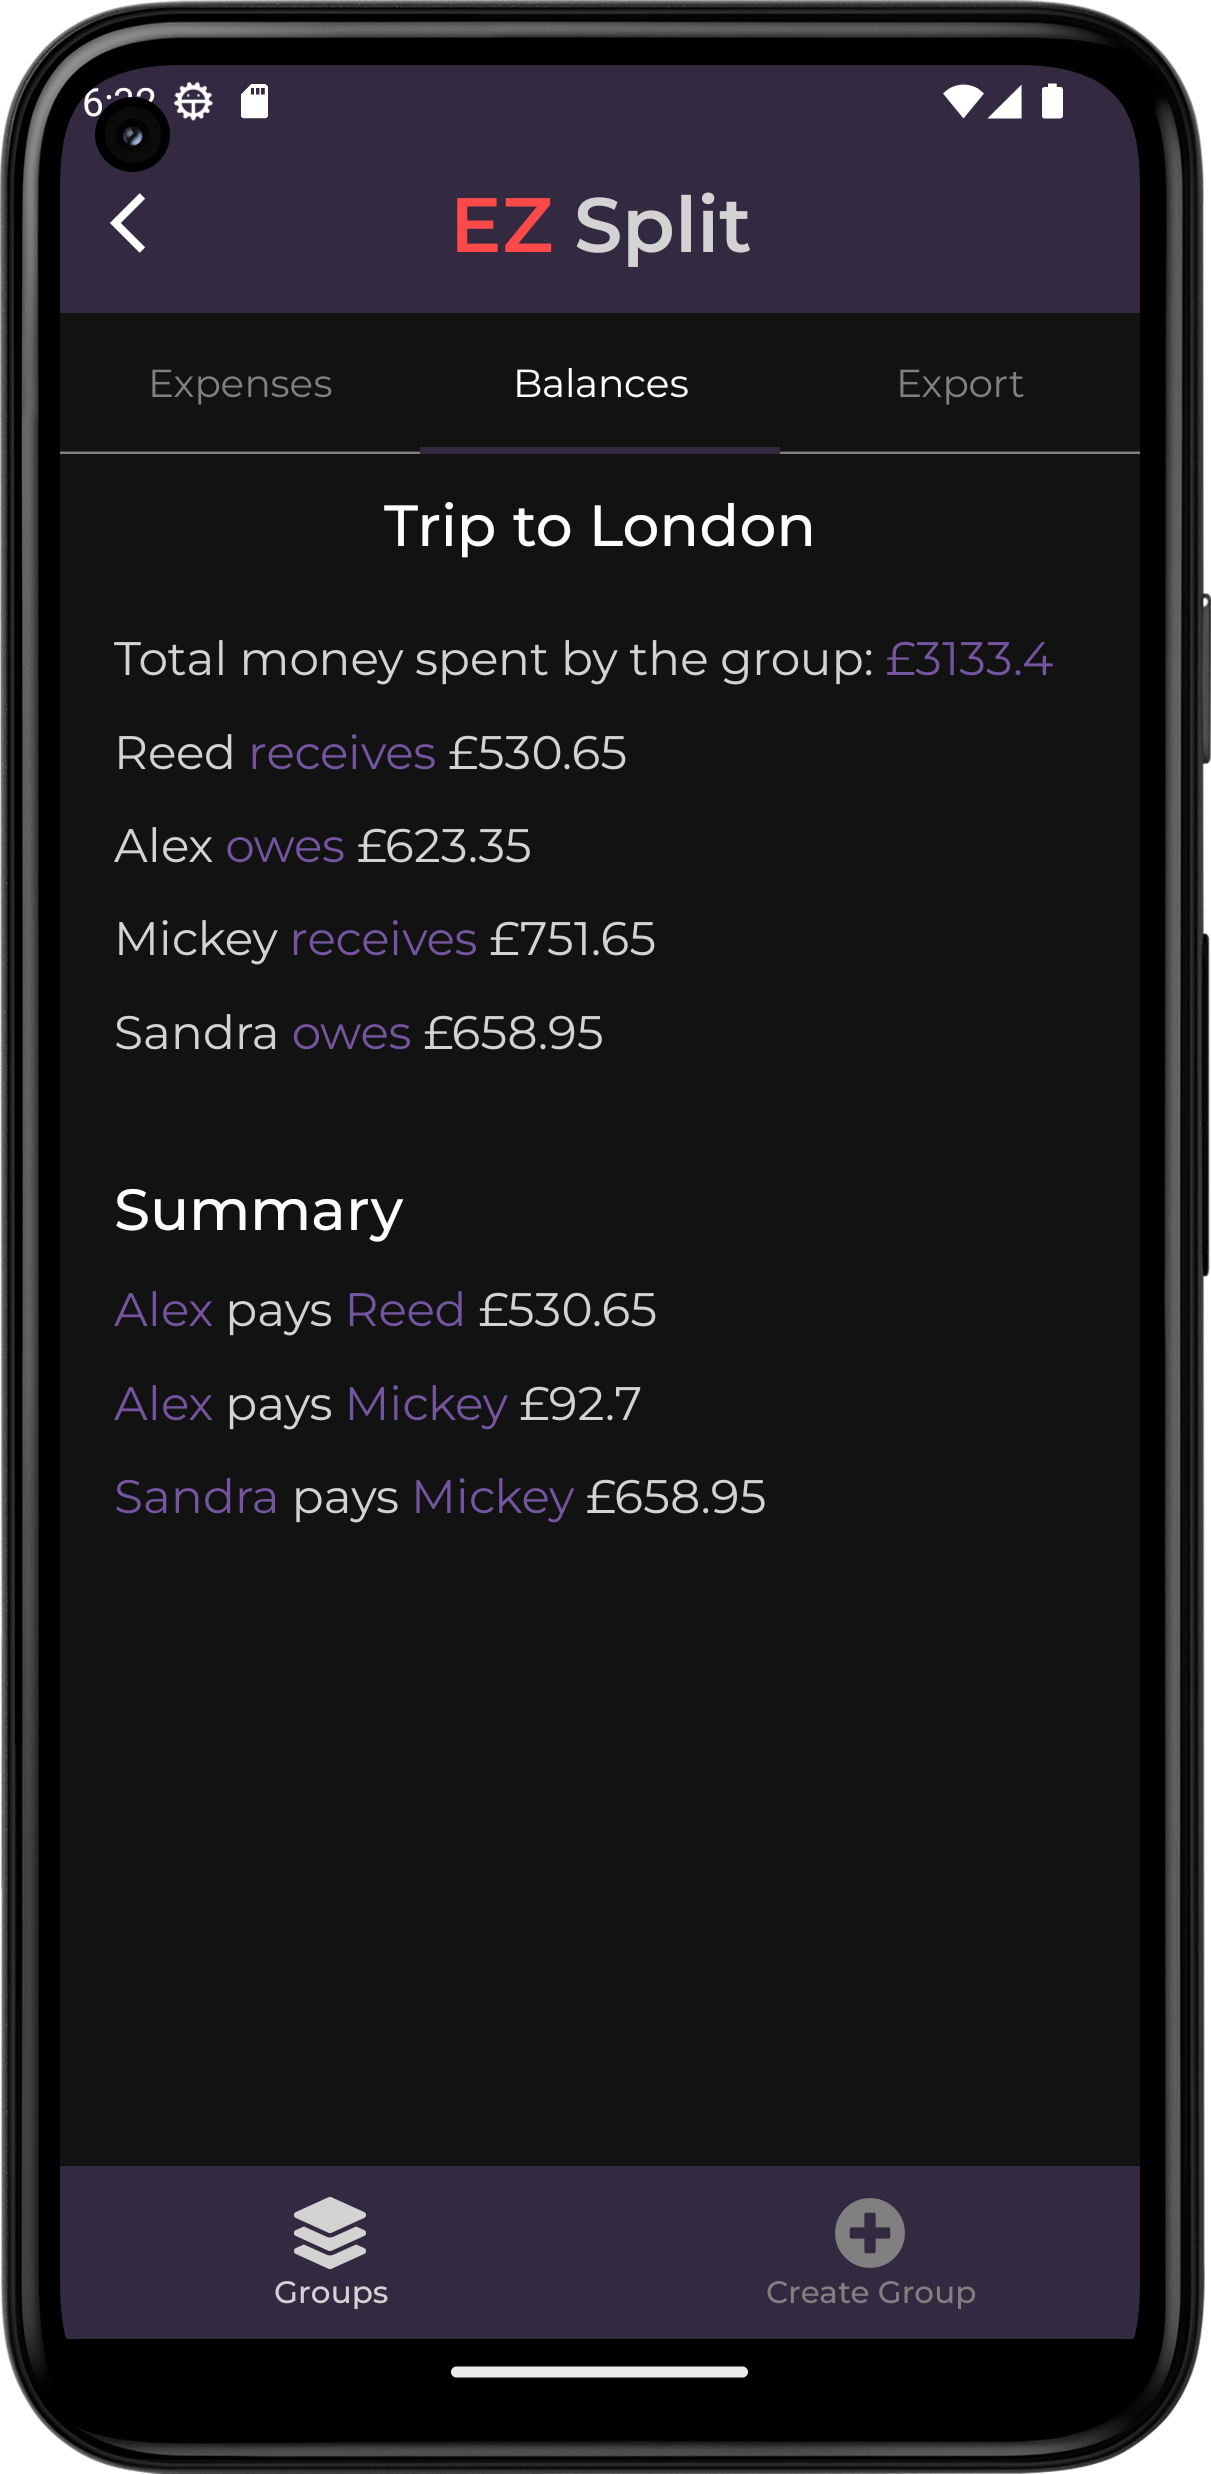 EZ Split
Expenses Balances Export
Trip to London
Total money spent by the group: £3133.4
Reed receives £530.65
Alex owes £623.35
Mickey receives £751.65
Sandra owes £658.95
Summary
Alex pays Reed £530.65
Alex pays Mickey £92.7
Sandra pays Mickey £658.95
Groups Create Group